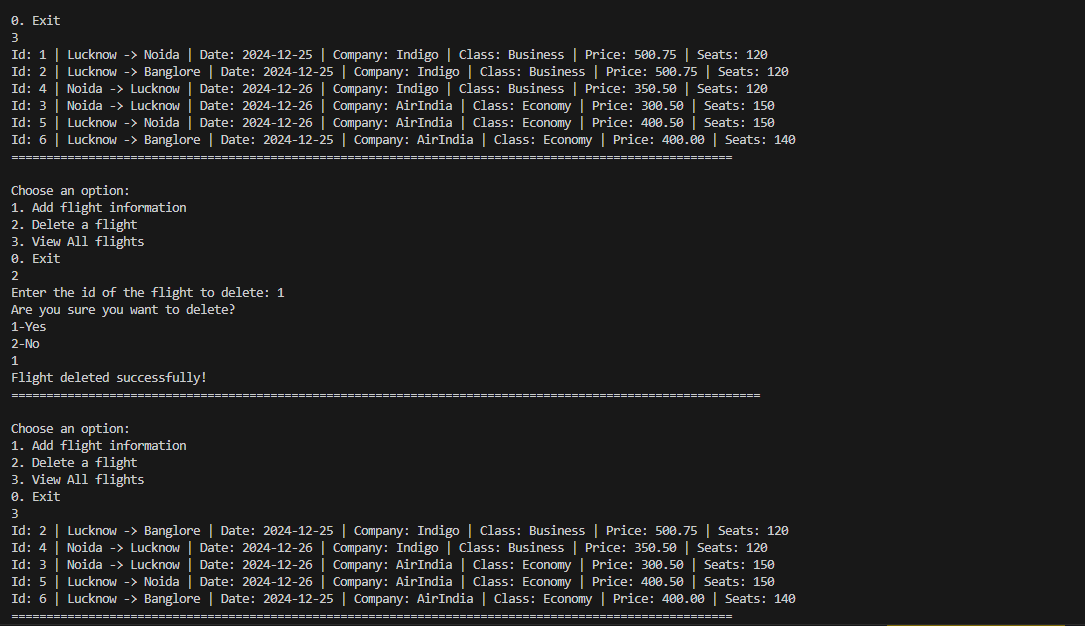 0. Exit
3
Id: 1 | Lucknow -> Noida | Date: 2024-12-25 | Company: Indigo | Class: Business | Price: 500.75 | Seats: 120
Id: 2 | Lucknow -> Banglore | Date: 2024-12-25 | Company: Indigo | Class: Business | Price: 500.75 | Seats: 120
Id: 4 | Noida -> Lucknow | Date: 2024-12-26 | Company: Indigo | Class: Business | Price: 350.50 | Seats: 120
Id: 3 | Noida -> Lucknow | Date: 2024-12-26 | Company: AirIndia | Class: Economy | Price: 300.50 | Seats: 150
Id: 5 | Lucknow -> Noida | Date: 2024-12-26 | Company: AirIndia | Class: Economy | Price: 400.50 | Seats: 150
Id: 6 | Lucknow -> Banglore | Date: 2024-12-25 | Company: AirIndia | Class: Economy | Price: 400.00 | Seats: 140
=======================================================================================================
Choose an option:
1. Add flight information
2. Delete a flight
3. View All flights
0. Exit
2
Enter the id of the flight to delete: 1
Are you sure you want to delete?
1-Yes
2-No
1
Flight deleted successfully!
===========================================================================================================
Choose an option:
1. Add flight information
2. Delete a flight
3. View All flights
0. Exit
3
Id: 2 | Lucknow -> Banglore | Date: 2024-12-25 | Company: Indigo | Class: Business | Price: 500.75 | Seats: 120
Id: 4 | Noida -> Lucknow | Date: 2024-12-26 | Company: Indigo | Class: Business | Price: 350.50 | Seats: 120
Id: 3 | Noida -> Lucknow | Date: 2024-12-26 | Company: AirIndia | Class: Economy | Price: 300.50 | Seats: 150
Id: 5 | Lucknow -> Noida | Date: 2024-12-26 | Company: AirIndia | Class: Economy | Price: 400.50 | Seats: 150
Id: 6 | Lucknow -> Banglore | Date: 2024-12-25 | Company: AirIndia | Class: Economy | Price: 400.00 | Seats: 140
=======================================================================================================